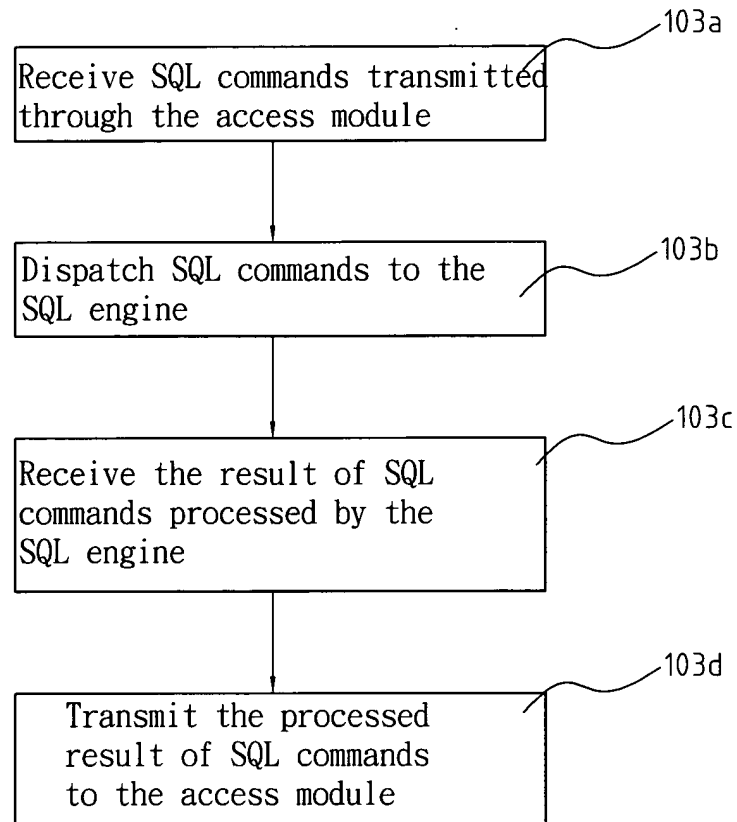 103a
Receive SQL commands transmitted
through the access module
103b
Dispatch SQL commands to the
SQL engine
103c
Receive the result of SQL
commands processed by the
SQL engine
103d
Transmit the processed
result of SQL commands
to the access module